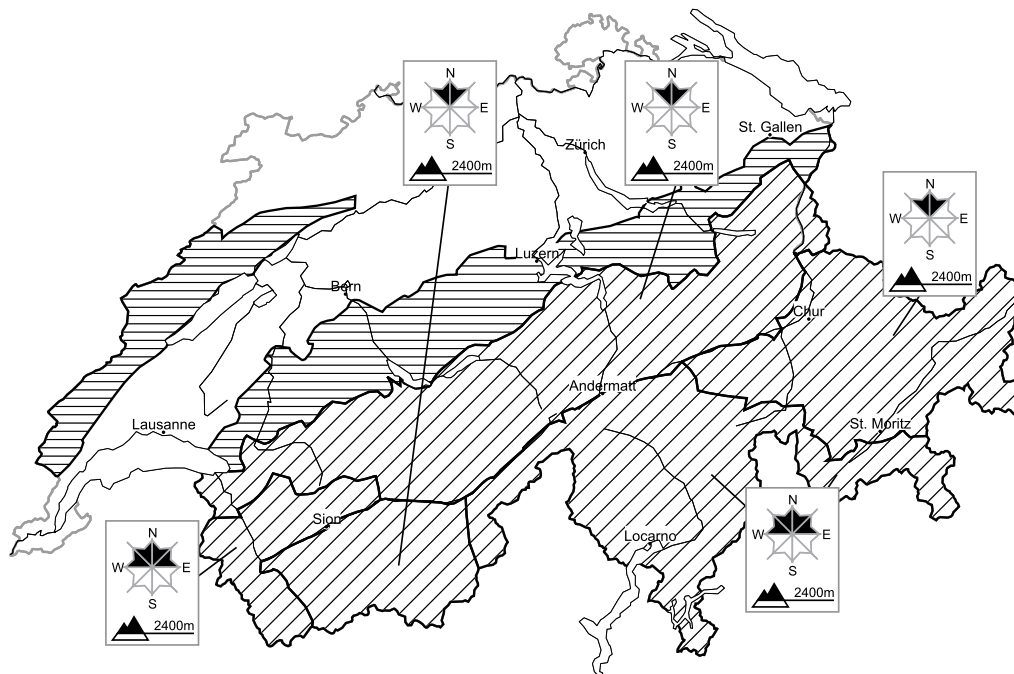 N
W E
S
2400m
N
W E
S
2400m
St. Gallen
Zürich
N
W E
S
2400m
Luzern
Bern
Chur
Andermatt
Lausanne
St. Moritz
N
W E
S
2400m
Sion
Locarno
N
W E
S
2400m